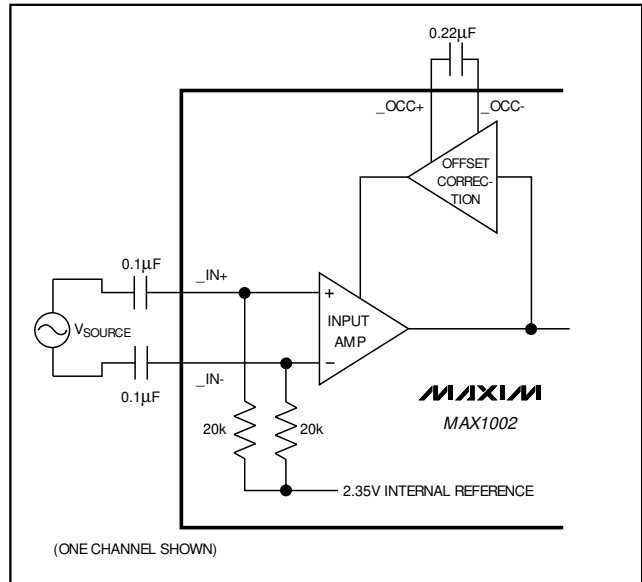 0.22µF
_OCC+
_OCC-
OFFSET
CORREC-
TION
0.1µF
_IN+
+
INPUT
AMP
VSOURCE
−
_IN-
0.1µF
MAXIM
MAX1002
20k
20k
2.35V INTERNAL REFERENCE
(ONE CHANNEL SHOWN)